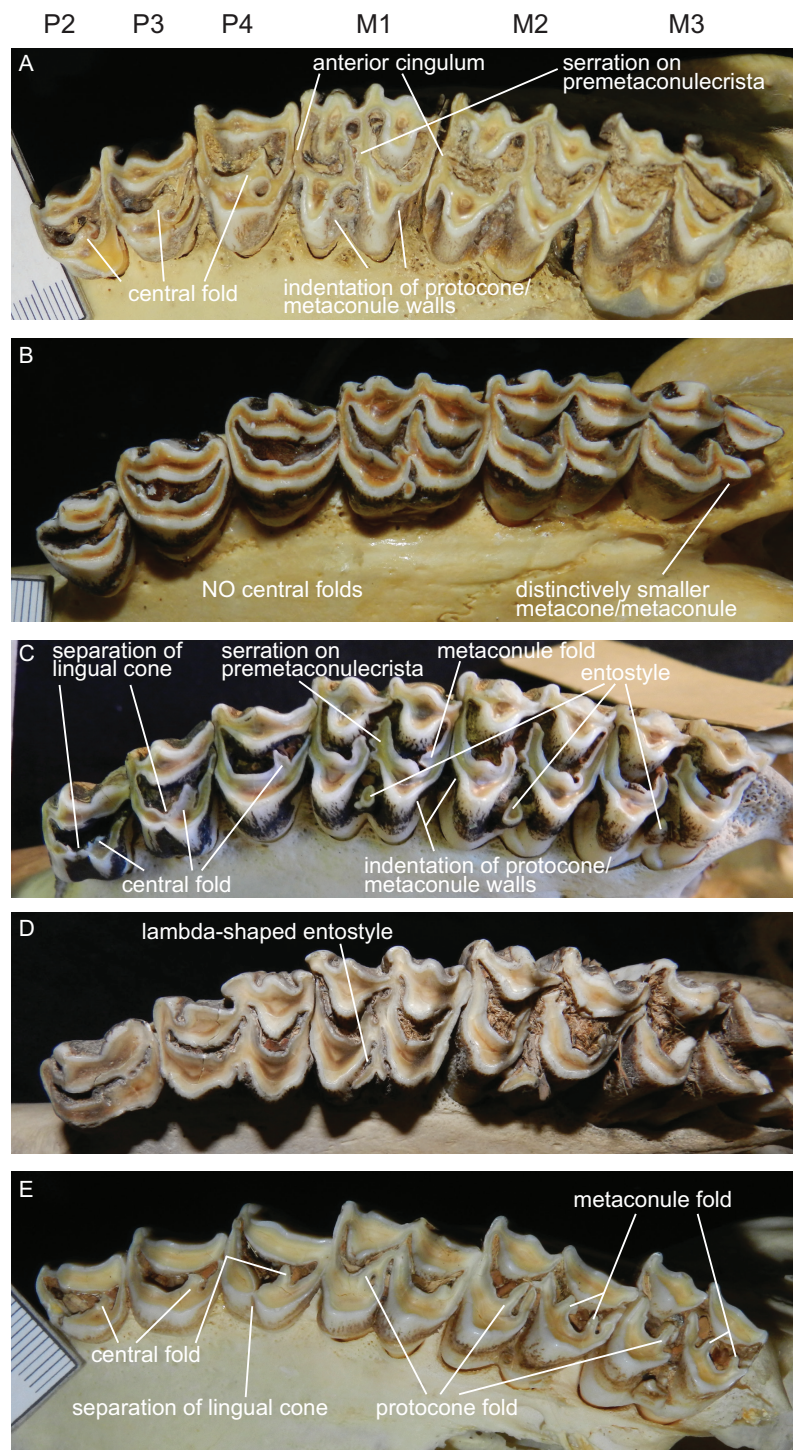 P2 P3 P4 M1 M2 M3
A
anterior cingulum
serration on
premetaconulecrista
central fold
indentation of protocone/
metaconule walls
B
NO central folds
distinctively smaller
metacone/metaconule
C
separation of
lingual cone
serration on
premetaconulecrista
metaconule fold
entostyle
central fold
indentation of protocone/
metaconule walls
D
lambda-shaped entostyle
E
metaconule fold
central fold
separation of lingual cone
protocone fold